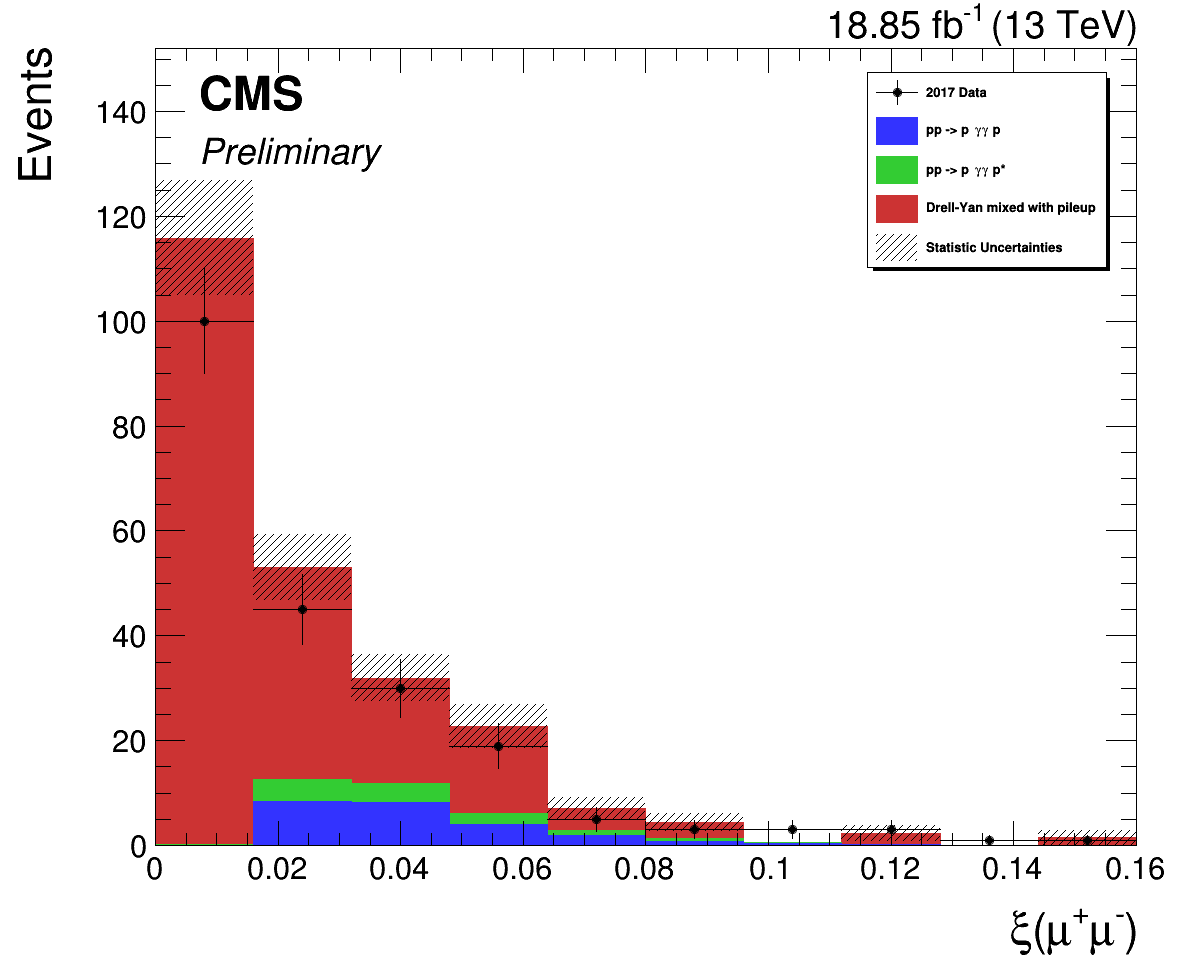 18.85 fb⁻¹ (13 TeV)
Events
CMS
Preliminary
2017 Data
pp -> p γγ p
pp -> p γγ p*
Drell-Yan mixed with pileup
Statistic Uncertainties
140
120
100
80
60
40
20
0
0 0.02 0.04 0.06 0.08 0.1 0.12 0.14 0.16
ξ(μ⁺μ⁻)